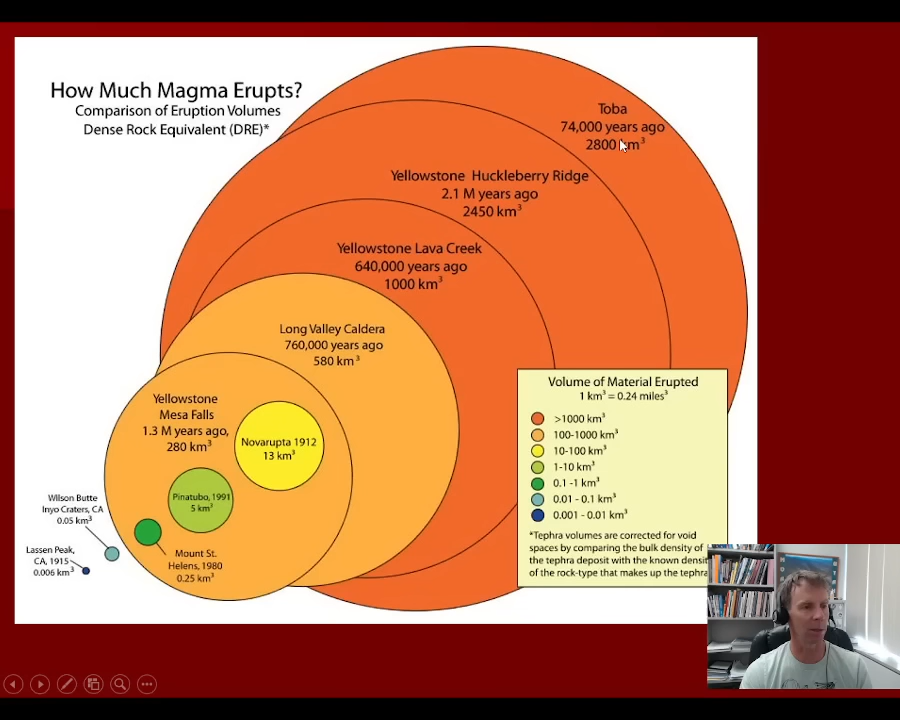 How Much Magma Erupts?
Comparison of Eruption Volumes
Dense Rock Equivalent (DRE)*
Toba
74,000 years ago
2800 km³
Yellowstone Huckleberry Ridge
2.1 M years ago
2450 km³
Yellowstone Lava Creek
640,000 years ago
1000 km³
Long Valley Caldera
760,000 years ago
580 km³
Yellowstone
Mesa Falls
1.3 M years ago,
280 km³
Novarupta 1912
13 km³
Pinatubo, 1991
5 km³
Wilson Butte
Inyo Craters, CA
0.05 km³
Lassen Peak,
CA, 1915
0.006 km³
Mount St.
Helens, 1980
0.25 km³
Volume of Material Erupted
1 km³ = 0.24 miles³
>1000 km³
100-1000 km³
10-100 km³
1-10 km³
0.1 -1 km³
0.01 - 0.1 km³
0.001 - 0.01 km³
*Tephra volumes are corrected for void
spaces by comparing the bulk density of
the tephra deposit with the known densi
of the rock-type that makes up the tephra